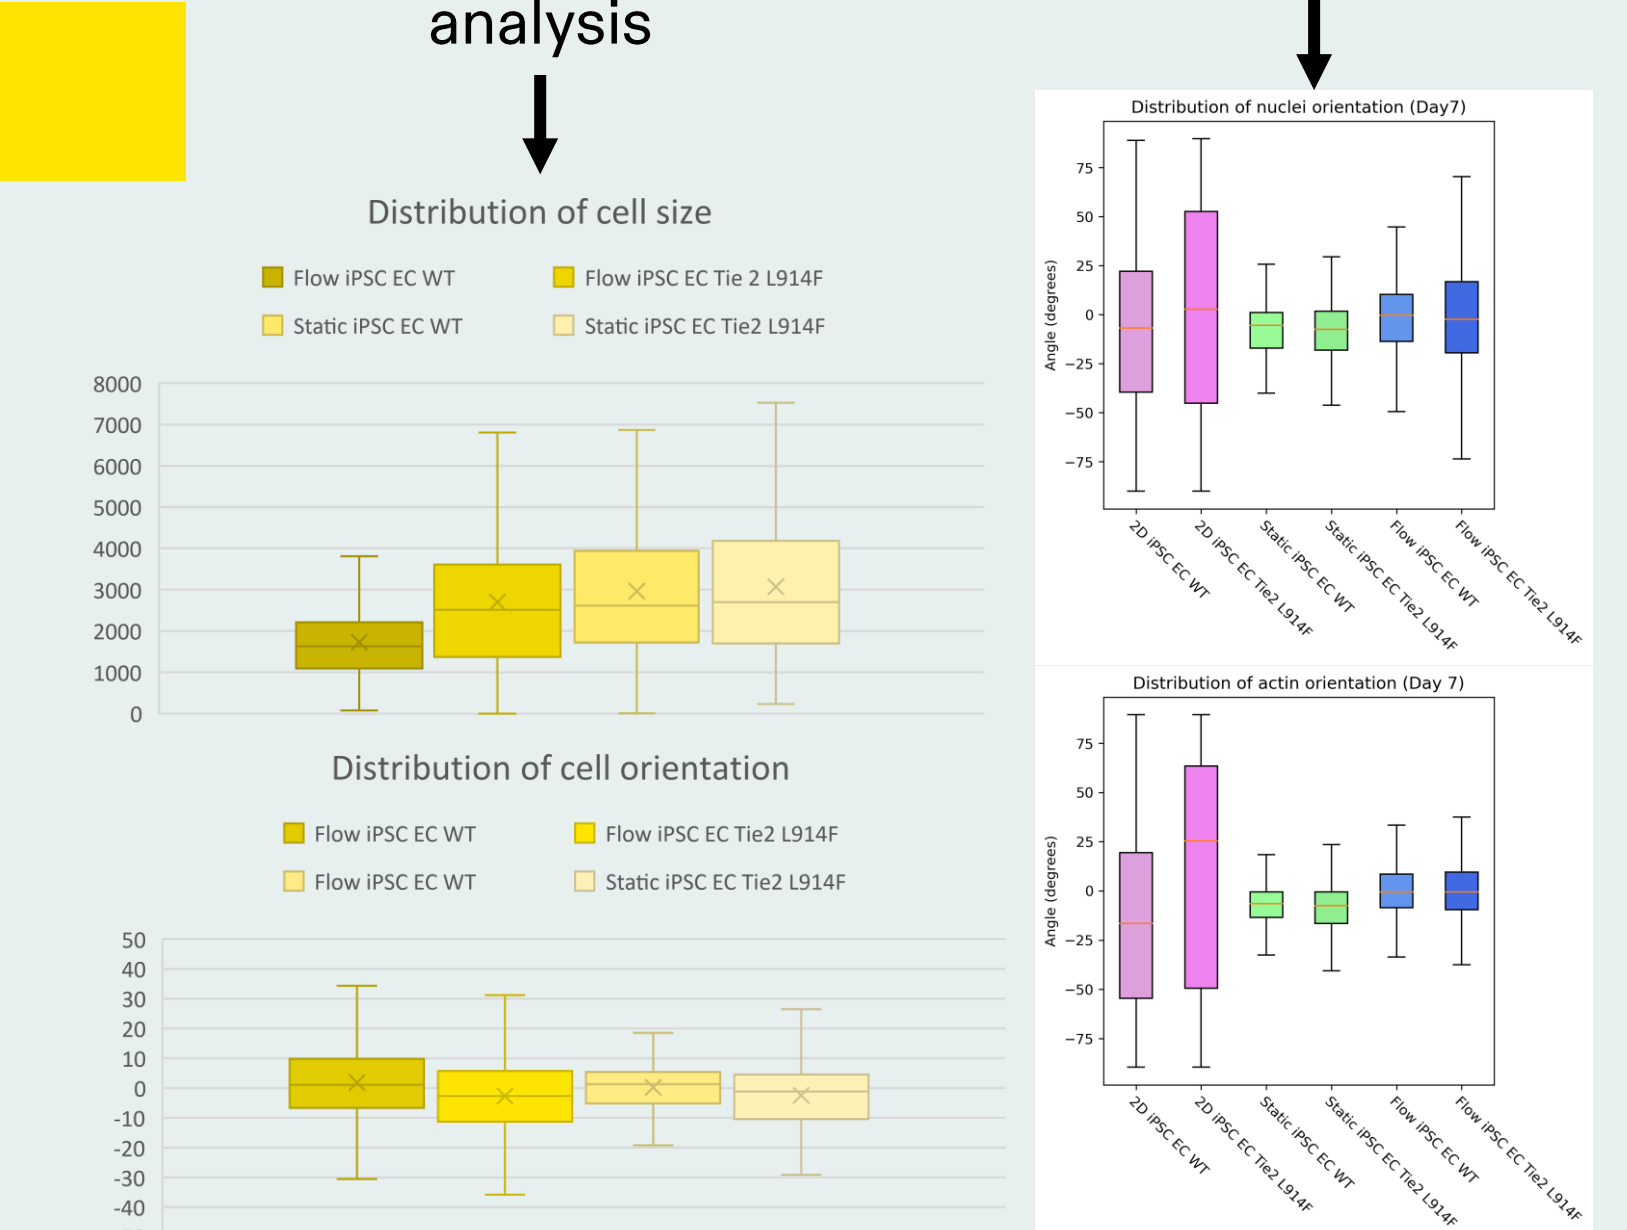 analysis
Distribution of cell size
Flow iPSC EC WT
Flow iPSC EC Tie 2 L914F
Static iPSC EC WT
Static iPSC EC Tie2 L914F
8000
7000
6000
5000
4000
3000
2000
1000
0
Distribution of cell orientation
Flow iPSC EC WT
Flow iPSC EC Tie2 L914F
Flow iPSC EC WT
Static iPSC EC Tie2 L914F
50
40
30
20
10
0
-10
-20
-30
-40
Distribution of nuclei orientation (Day7)
Angle (degrees)
75
50
25
0
−25
−50
−75
2D iPSC EC WT
2D iPSC EC Tie2 L914F
Static iPSC EC WT
Static iPSC EC Tie2 L914F
Flow iPSC EC WT
Flow iPSC EC Tie2 L914F
Distribution of actin orientation (Day 7)
Angle (degrees)
75
50
25
0
−25
−50
−75
2D iPSC EC WT
2D iPSC EC Tie2 L914F
Static iPSC EC WT
Static iPSC EC Tie2 L914F
Flow iPSC EC WT
Flow iPSC EC Tie2 L914F